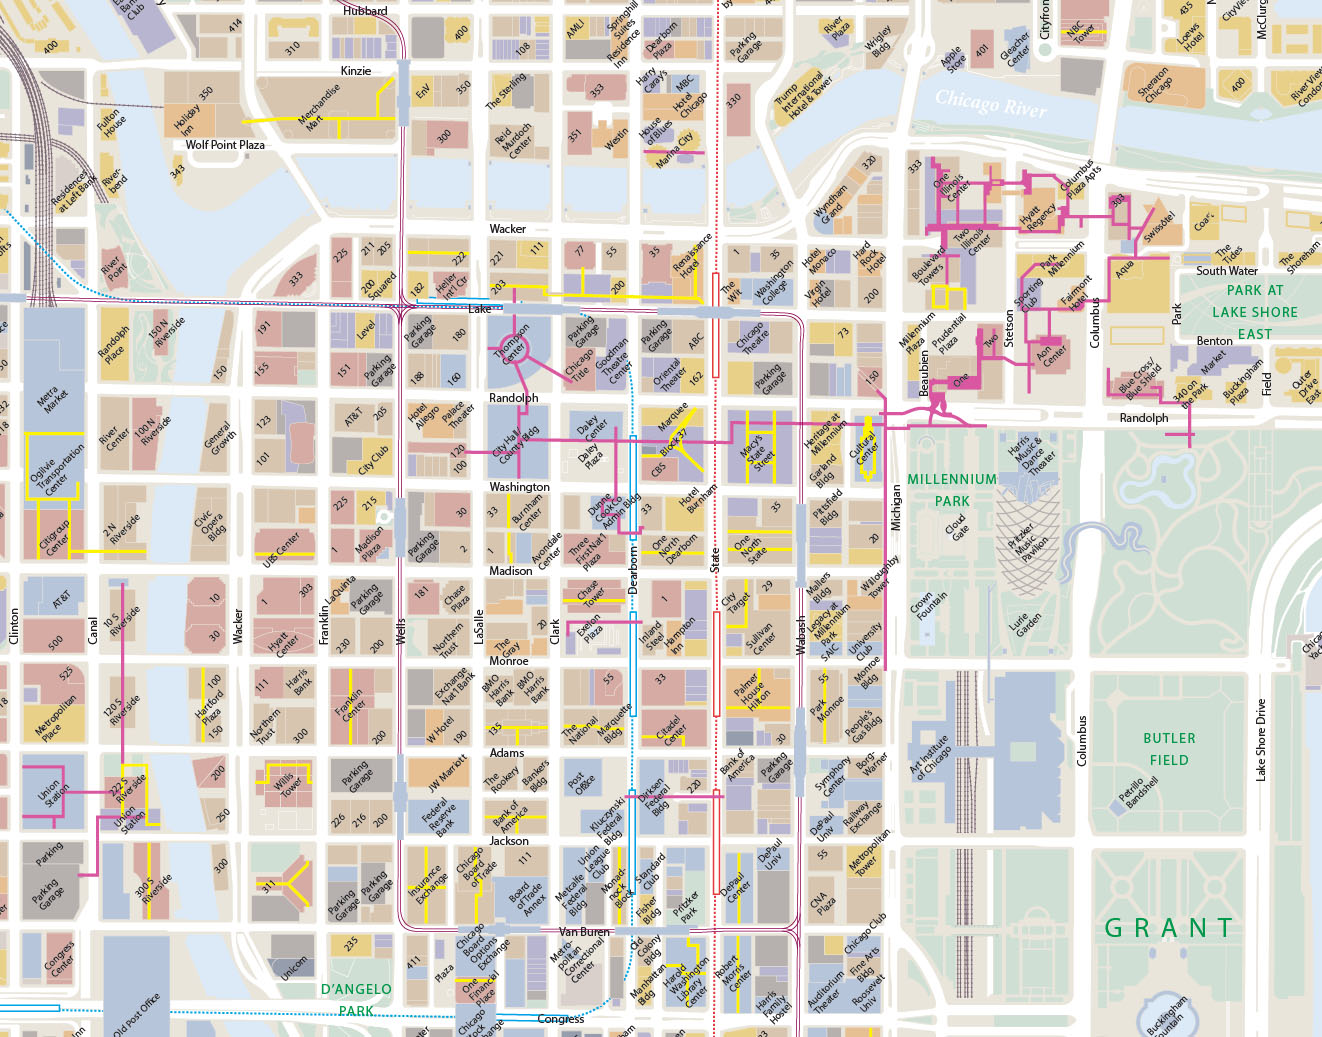 Hubbard
414
310
400
400
108
AMLI
Springhill
Suites
Residence
Inn
Dearborn
Plaza
Parking
Garage
River
Plaza
Wrigley
Bldg
Apple
Store
401
Gleacher
Center
Cityfron
NBC
Tower
435
Loews
Hotel
CityView
McClurg
Kinzie
350
Holiday
Inn
Merchandise
Mart
EnV
350
The Sterling
353
Harry
Caray's
MBC
Hotel
Chicago
330
Trump
International
Hotel & Tower
Chicago River
Sheraton
Chicago
400
RiverView
Condos
Fulton
House
Wolf Point Plaza
343
300
Reid
Murdoch
Center
351
Westin
House
of Blues
Marina City
Residences
at Left Bank
River-
bend
320
Wyndham
Grand
333
One
Illinois
Center
Two
Illinois
Center
Hyatt
Regency
Columbus
Plaza Apts
303
Swissôtel
Coast
The
Tides
The
Shoreham
Wacker
River
Point
333
225
211
205
200
Squared
222
182
Heller
Int'l Ctr
221
111
203
77
55
200
35
Renaissance
Hotel
1
35
The
Wit
Washington
College
Hotel
Monaco
Virgin
Hotel
Hard
Rock
Hotel
200
Boulevard
Towers
Park
Millennium
Sporting
Club
Fairmont
Hotel
Aqua
South Water
PARK AT
LAKE SHORE
EAST
Lake
Randolph
Place
150 N
Riverside
150
191
155
Level
151
Parking
Garage
Parking
Garage
180
188
160
Thompson
Center
Parking
Garage
Chicago
Title
Goodman
Theatre
Center
Parking
Garage
ABC
Oriental
Theater
162
Chicago
Theatre
Parking
Garage
73
150
Millennium
Plaza
Prudential
Plaza
Two
One
Beaubien
Stetson
Aon
Center
Columbus
Park
Benton
Market
Blue Cross/
Blue Shield
340 on
the Park
Buckingham
Plaza
Field
Outer
Drive
East
Metra
Market
Randolph
Randolph
River
Center
100 N
Riverside
General
Growth
123
101
AT&T
205
City Club
Hotel
Allegro
Palace
Theater
120
100
City Hall/
County Bldg
Daley
Center
Daley
Plaza
Marquee
Block 37
CBS
Macy's
State
Street
Heritage at
Millennium
Garland
Bldg
Cultural
Center
MILLENNIUM
PARK
Harris
Music &
Dance
Theater
Cloud
Gate
Pritzker
Music
Pavilion
Ogilvie
Transportation
Center
Citigroup
Center
2 N
Riverside
Civic
Opera
Bldg
Washington
225
215
UBS Center
1
Madison
Plaza
Parking
Garage
30
2
33
1
Burnham
Center
Avondale
Center
Dunne
Cook Co
Admin Bldg
Three
First Nat'l
Plaza
33
Hotel
Burnham
One
North
Dearborn
35
One
North
State
Pittsfield
Bldg
20
Michigan
Madison
Dearborn
State
Clinton
Canal
Wacker
Franklin
Wells
LaSalle
Clark
Wabash
AT&T
500
10 S
Riverside
10
30
1
303
Hyatt
Center
LaQuinta
Parking
Garage
230
200
181
Chase
Plaza
Northern
Trust
The
Gray
20
Chase
Tower
Exelon
Plaza
1
Inland
Steel
Hampton
Inn
City
Target
29
Sullivan
Center
Mallers
Bldg
Legacy at
Millennium
Park
SAIC
Willoughby
Tower
University
Club
Monroe
Bldg
Crown
Fountain
Lurie
Garden
Chicago
Yacht
Monroe
525
Metropolitan
Place
120 S
Riverside
100
Hartford
Plaza
150
111
Harris
Bank
Northern
Trust
300
Franklin
Center
200
Exchange
Nat'l Bank
W Hotel
190
BMO
Harris
Bank
BMO
Harris
Bank
135
55
The
National
Marquette
Bldg
33
Citadel
Center
Palmer
House
Hilton
30
55
Park
Monroe
People's
Gas Bldg
Art Institute
of Chicago
Columbus
BUTLER
FIELD
Petrillo
Bandshell
Lake Shore Drive
Adams
Union
Station
222 S
Riverside
Union
Station
200
250
Willis
Tower
Parking
Garage
226
216
200
JW Marriott
Federal
Reserve
Bank
The
Rookery
Bankers
Bldg
Bank of
America
Post
Office
Kluczynski
Federal
Bldg
Dirksen
Federal
Bldg
220
Bank of
America
Parking
Garage
Symphony
Center
Borg-
Warner
DePaul
Univ
Railway
Exchange
Jackson
Parking
Parking
Garage
300 S
Riverside
300
311
Parking
Garage
Parking
Garage
Insurance
Exchange
Chicago
Board
of Trade
111
Board
of Trade
Annex
Union
League
Club
Metcalfe
Federal
Bldg
Monad-
nock
Block
Standard
Club
Fisher
Bldg
Pritzker
Park
DePaul
Center
DePaul
Univ
55
Metropolitan
Tower
CNA
Plaza
GRANT
Van Buren
Congress
Center
Unicom
235
D'ANGELO
PARK
411
Plaza
Chicago
Board
Options
Exchange
One
Financial
Place
Chicago
Metro-
politan
Correctional
Center
Old
Colony
Bldg
Manhattan
Bldg
Harold
Washington
Library
Center
Robert
Morris
Center
Harris
Family
Hostel
Chicago Club
Fine Arts
Bldg
Auditorium
Theater
Roosevelt
Univ
Buckingham
Fountain
Old Post Office
Congress